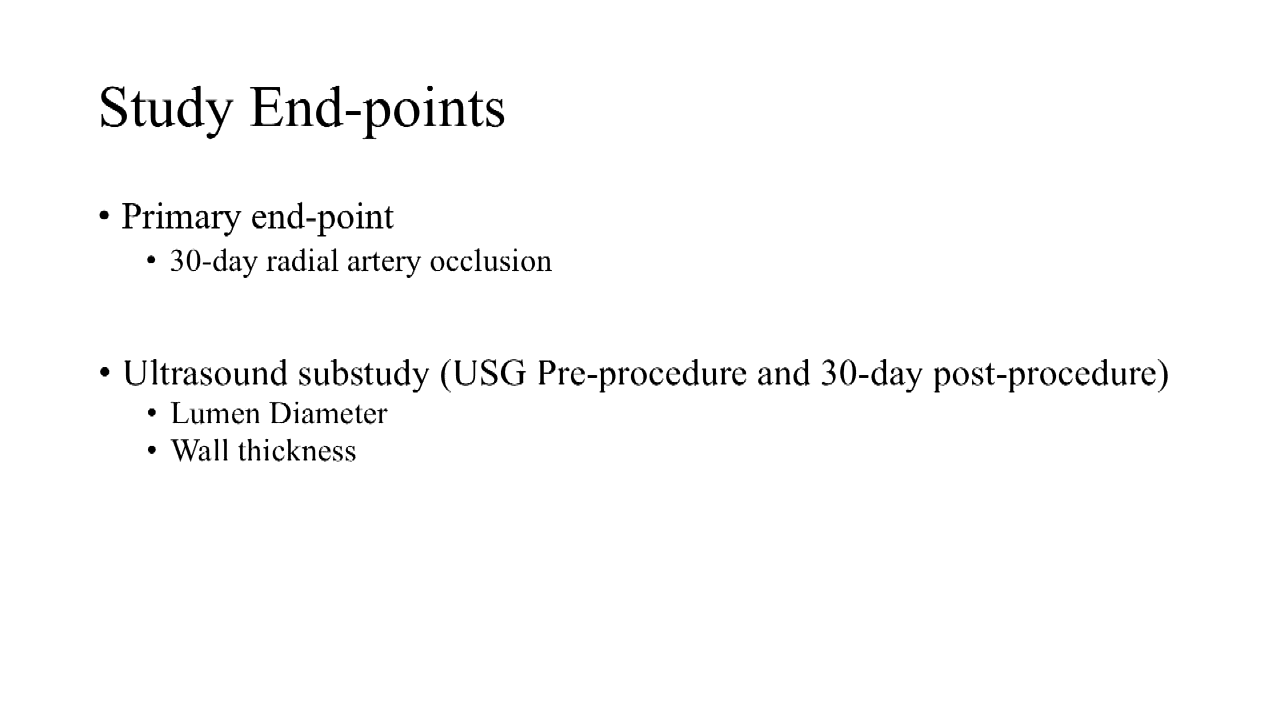 Study End-points
• Primary end-point
• 30-day radial artery occlusion
• Ultrasound substudy (USG Pre-procedure and 30-day post-procedure)
• Lumen Diameter
• Wall thickness